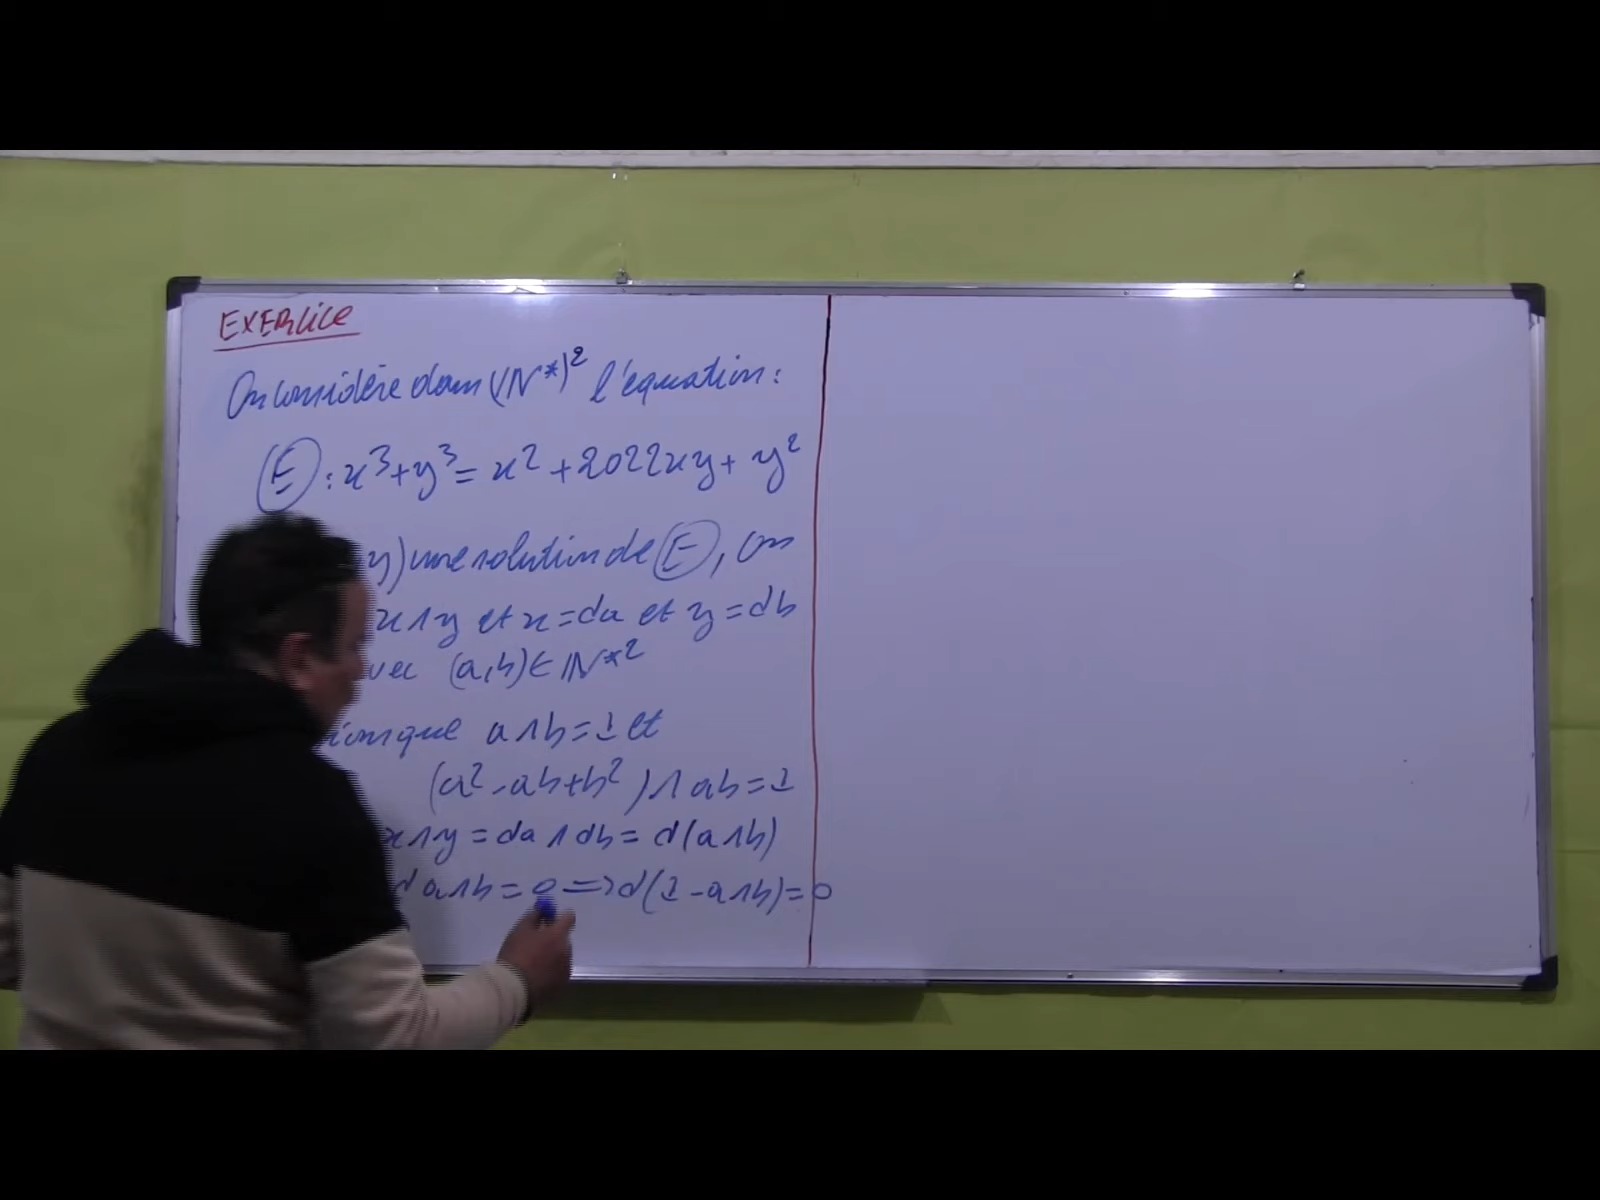 EXERCICE
On considère dans (IN*)² l'équation :
(E) : x³+y³ = x² + 2022xy + y²
y) une solution de (E), on
x∧y et x = da et y = db
vec (a,b) ∈ IN*²
que a∧b = 1 et
(a² - ab + b²) ∧ ab = 1
x∧y = da ∧ db = d(a∧b)
d a∧b = 0 => d(1 - a∧b) = 0